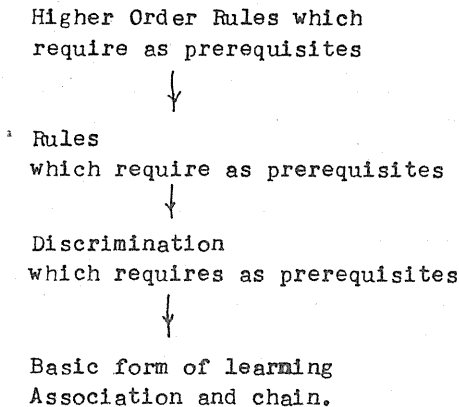 Higher Order Rules which
require as prerequisites
Rules
which require as prerequisites
Discrimination
which requires as prerequisites
Basic form of learning
Association and chain.